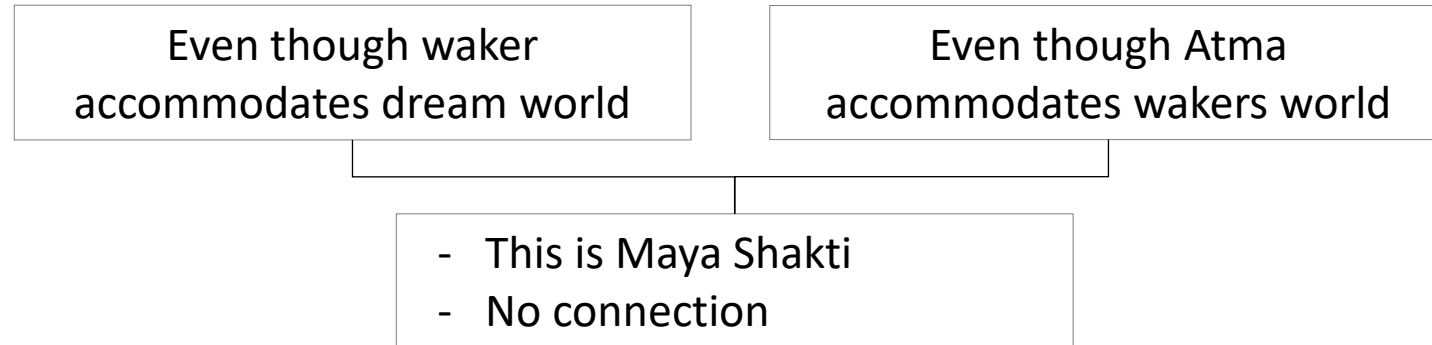 Even though waker
accommodates dream world
Even though Atma
accommodates wakers world
- This is Maya Shakti
- No connection